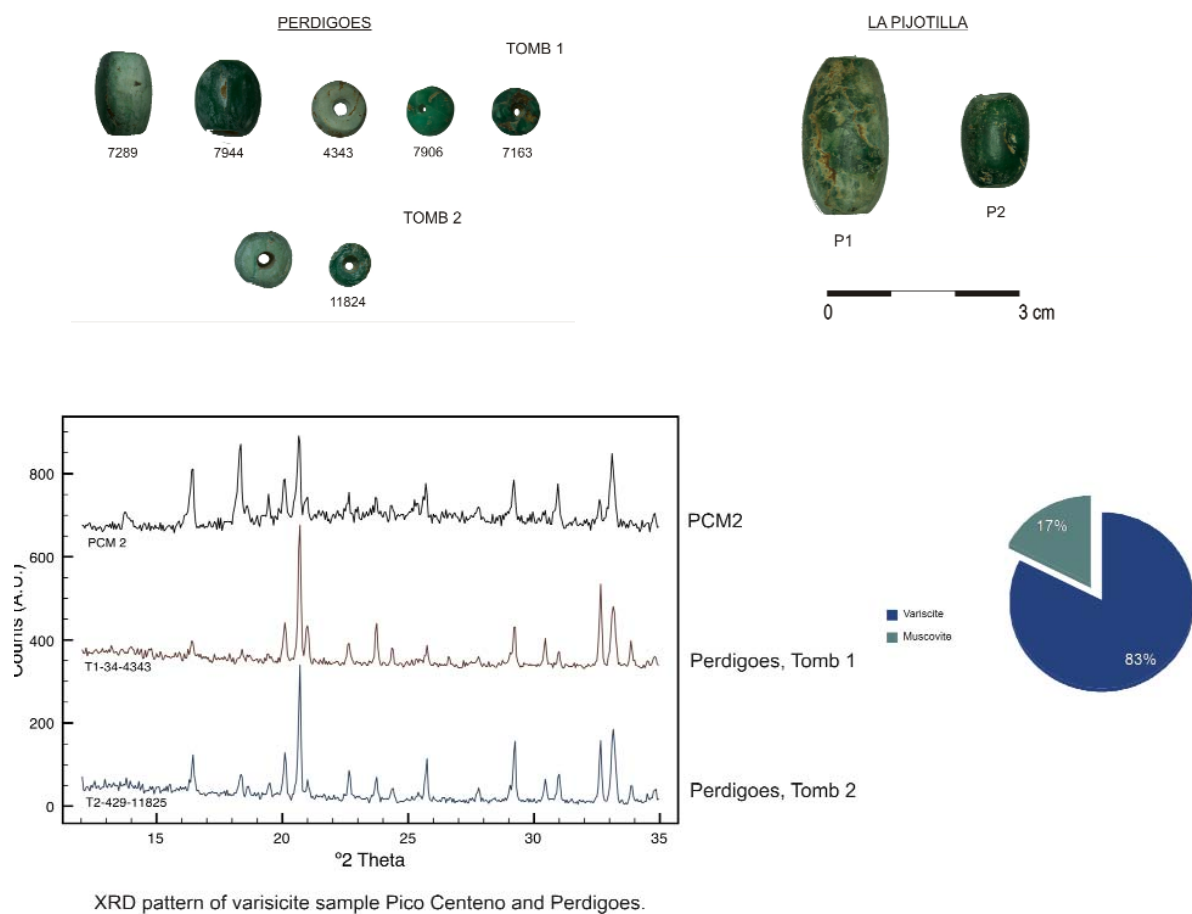 PERDIGOES
LA PIJOTILLA
TOMB 1
7289
7944
4343
7906
7163
TOMB 2
11824
P1
P2
0
3 cm
800
600
400
200
0
Counts (A.U.)
PCM 2
T1-34-4343
T2-429-11825
15
20
25
30
35
º2 Theta
PCM2
Perdigoes, Tomb 1
Perdigoes, Tomb 2
Variscite
Muscovite
17%
83%
XRD pattern of varisicite sample Pico Centeno and Perdigoes.